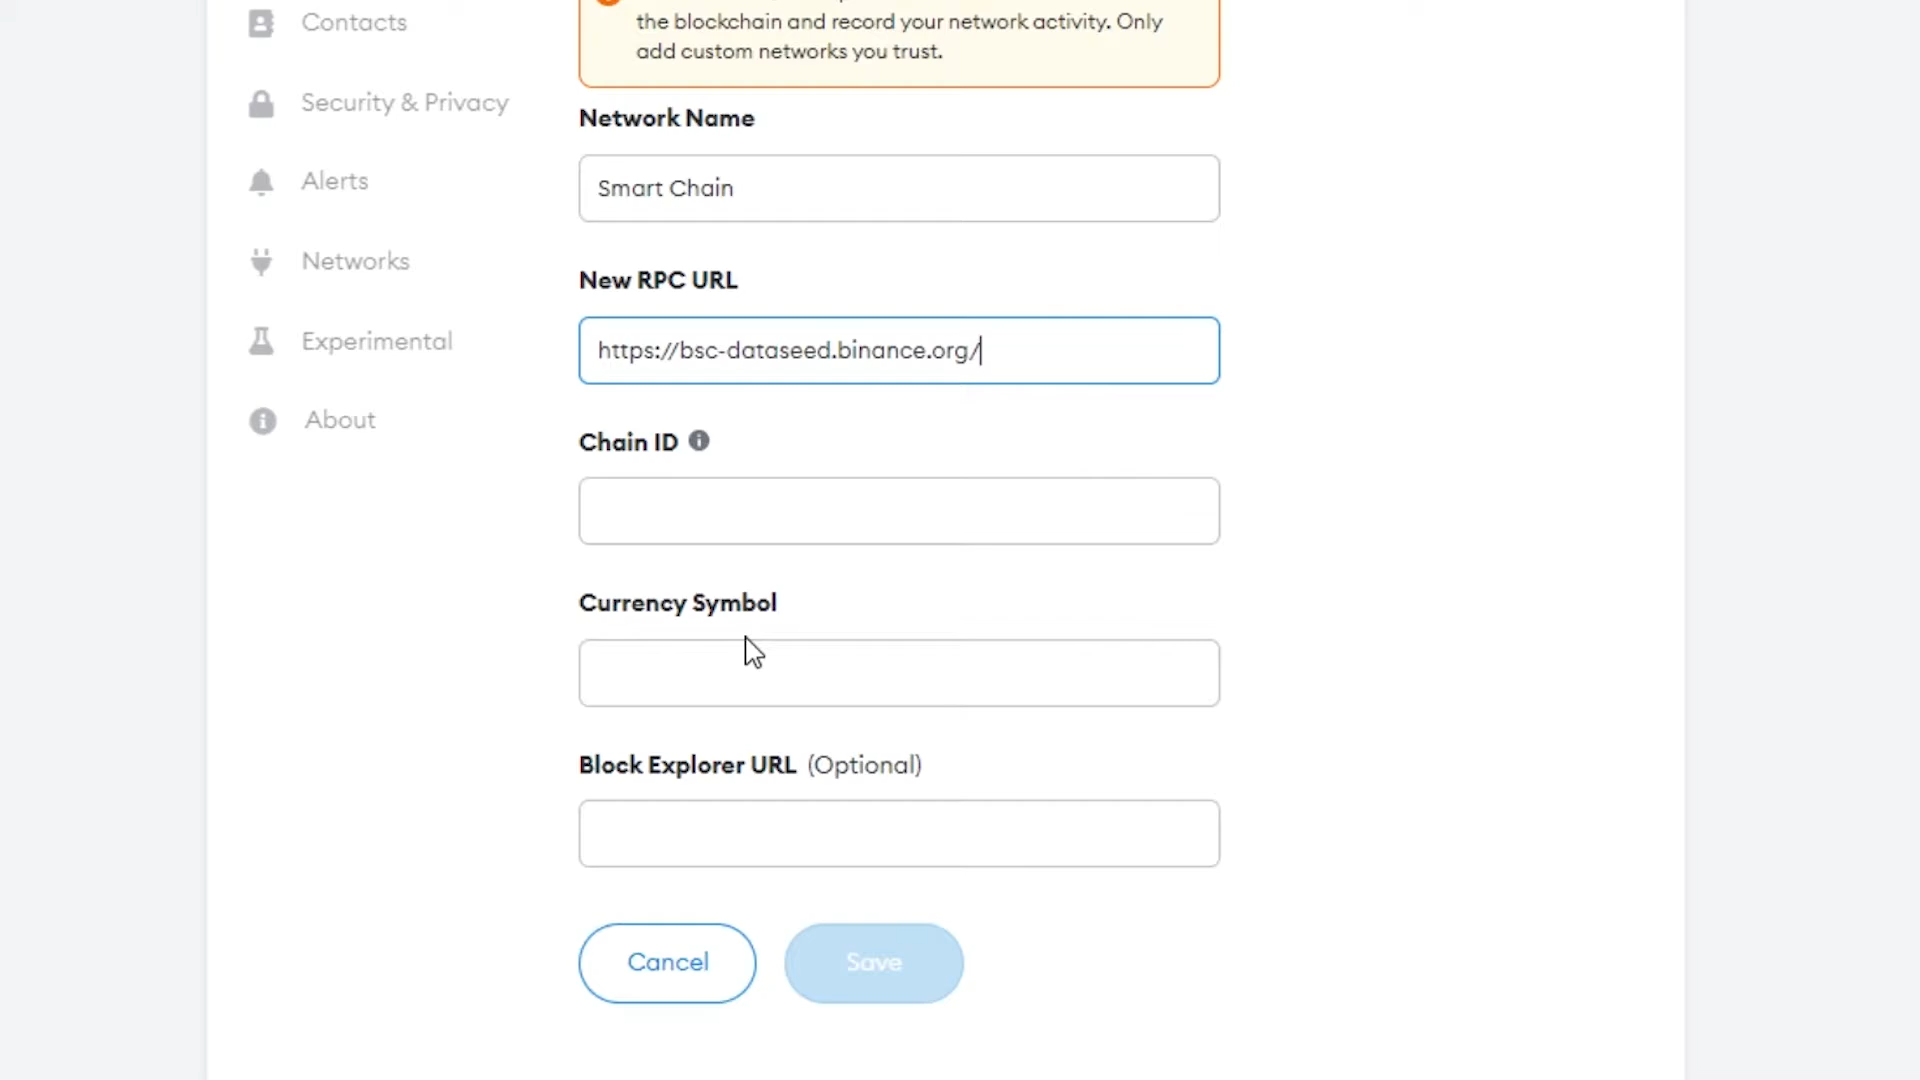 Contacts
Security & Privacy
Alerts
Networks
Experimental
About
the blockchain and record your network activity. Only
add custom networks you trust.
Network Name
Smart Chain
New RPC URL
https://bsc-dataseed.binance.org/
Chain ID
Currency Symbol
Block Explorer URL (Optional)
Cancel
Save